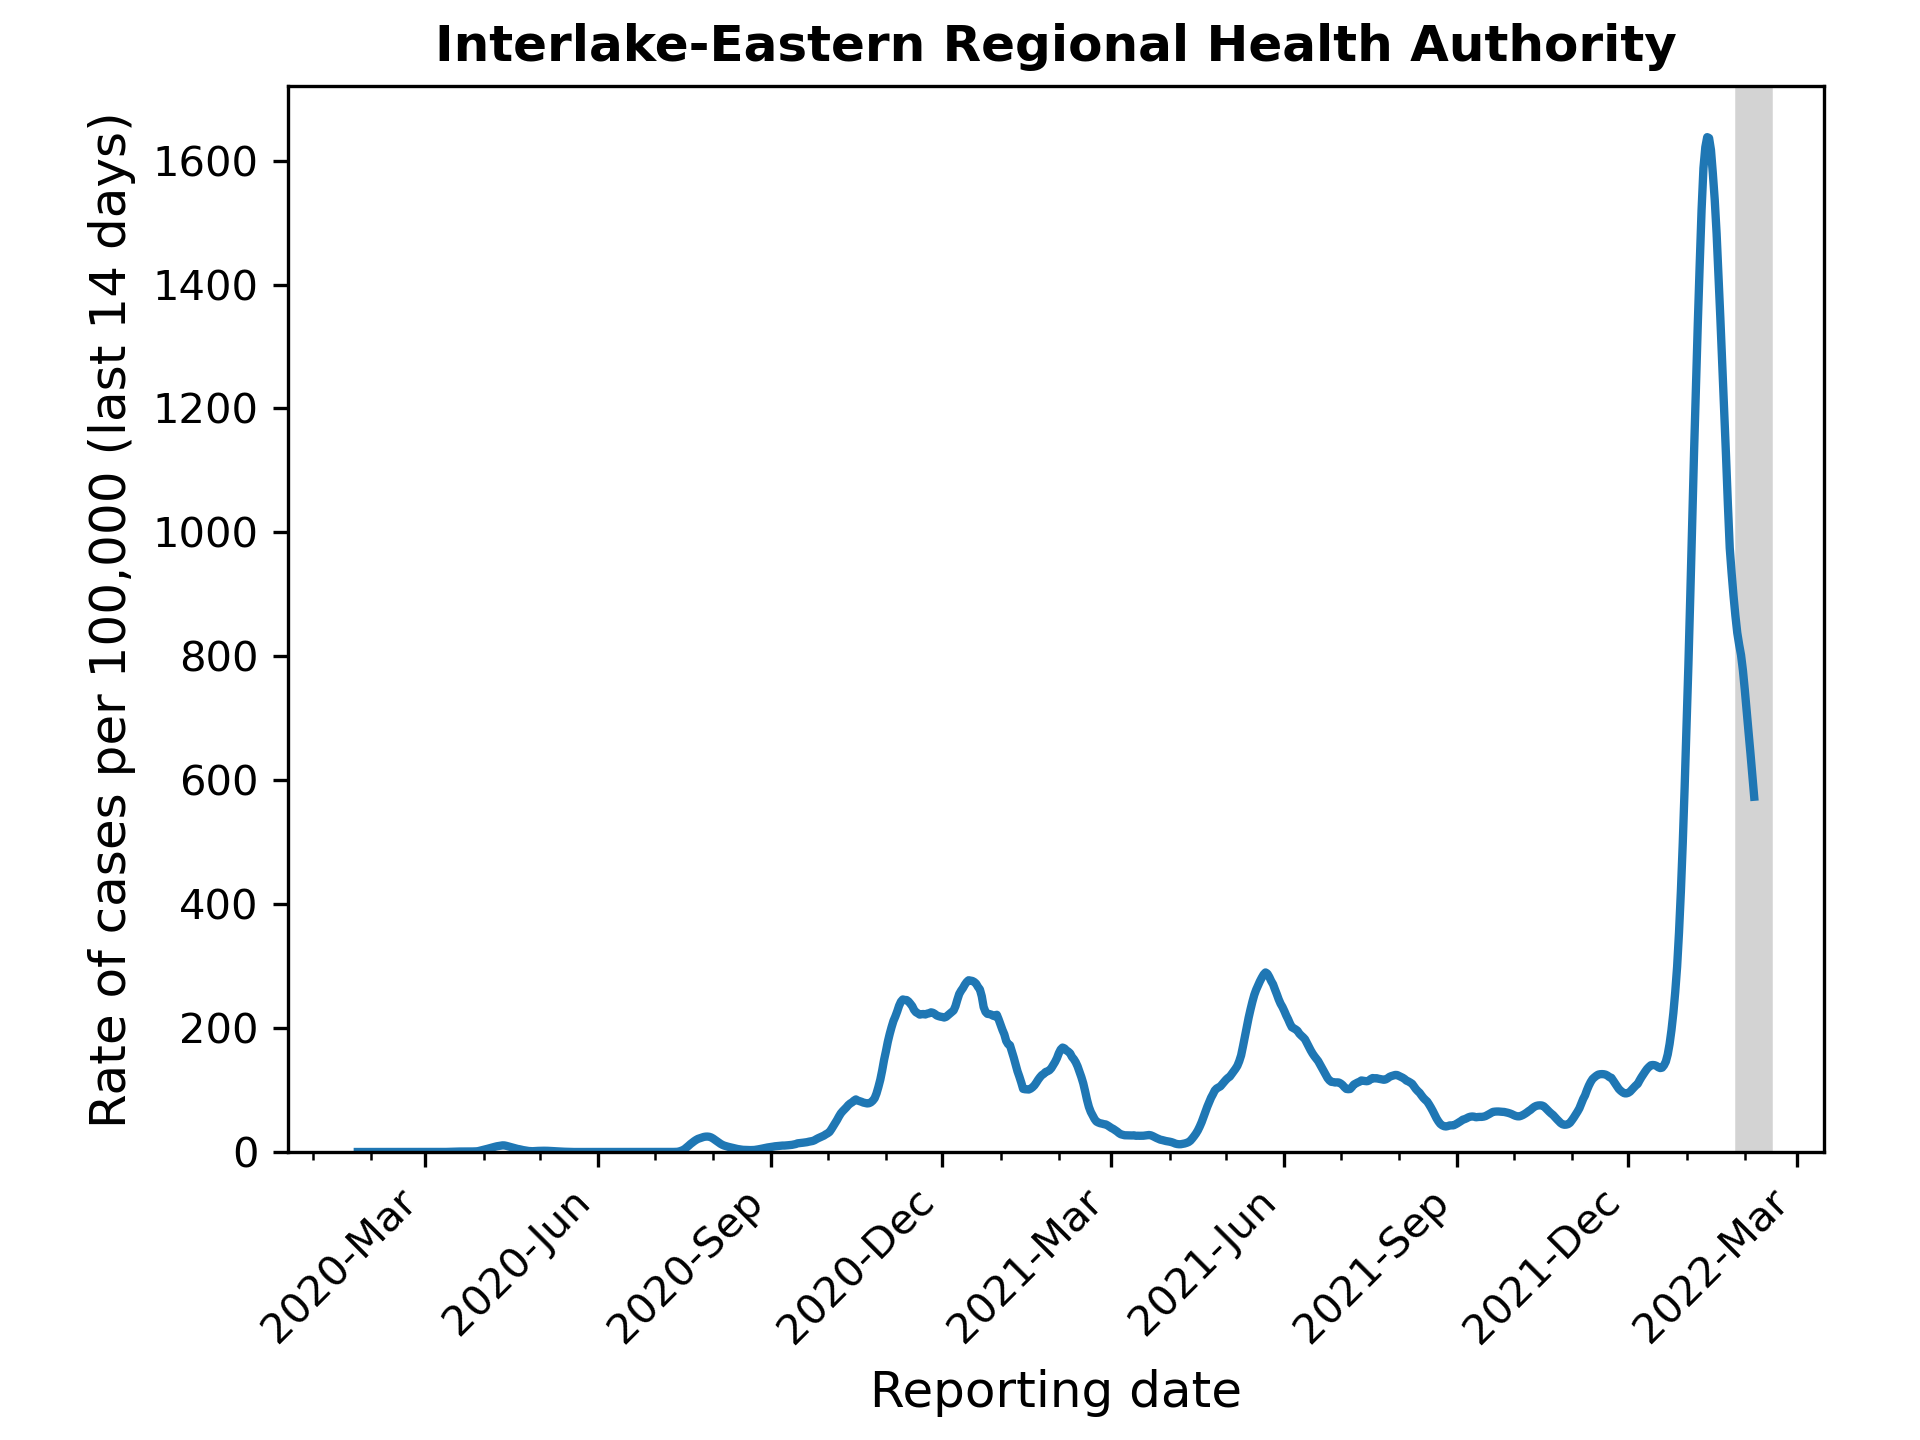 Interlake-Eastern Regional Health Authority
Rate of cases per 100,000 (last 14 days)
1600
1400
1200
1000
800
600
400
200
0
2020-Mar
2020-Jun
2020-Sep
2020-Dec
2021-Mar
2021-Jun
2021-Sep
2021-Dec
2022-Mar
Reporting date